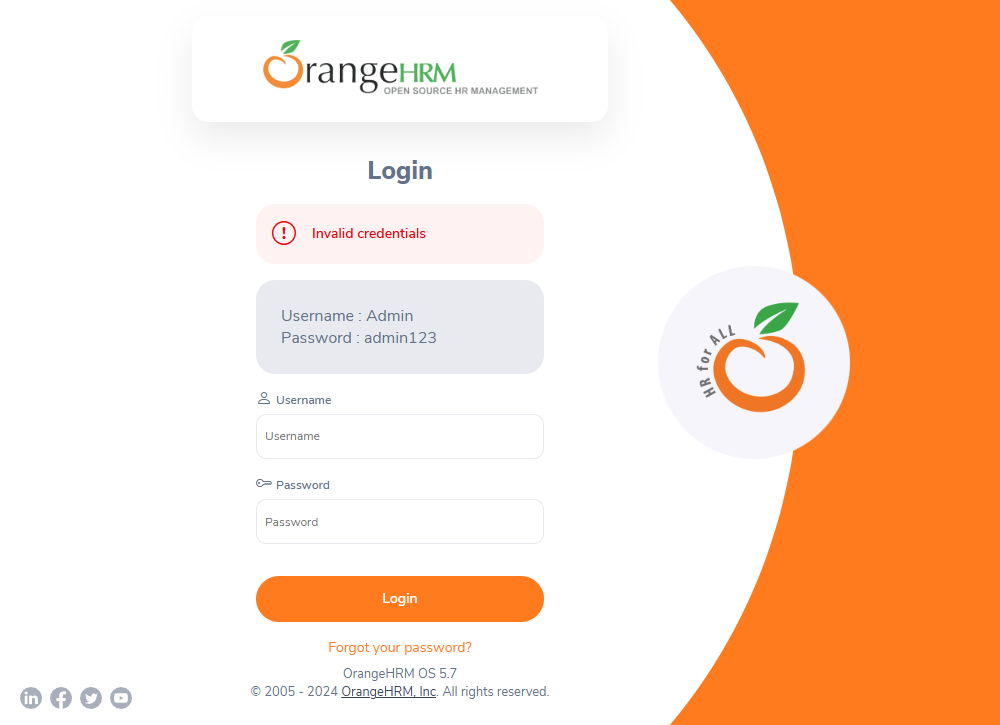 OrangeHRM
OPEN SOURCE HR MANAGEMENT
Login
Invalid credentials
Username : Admin
Password : admin123
Username
Username
Password
Password
Login
Forgot your password?
OrangeHRM OS 5.7
© 2005 - 2024 OrangeHRM, Inc. All rights reserved.
HR for ALL